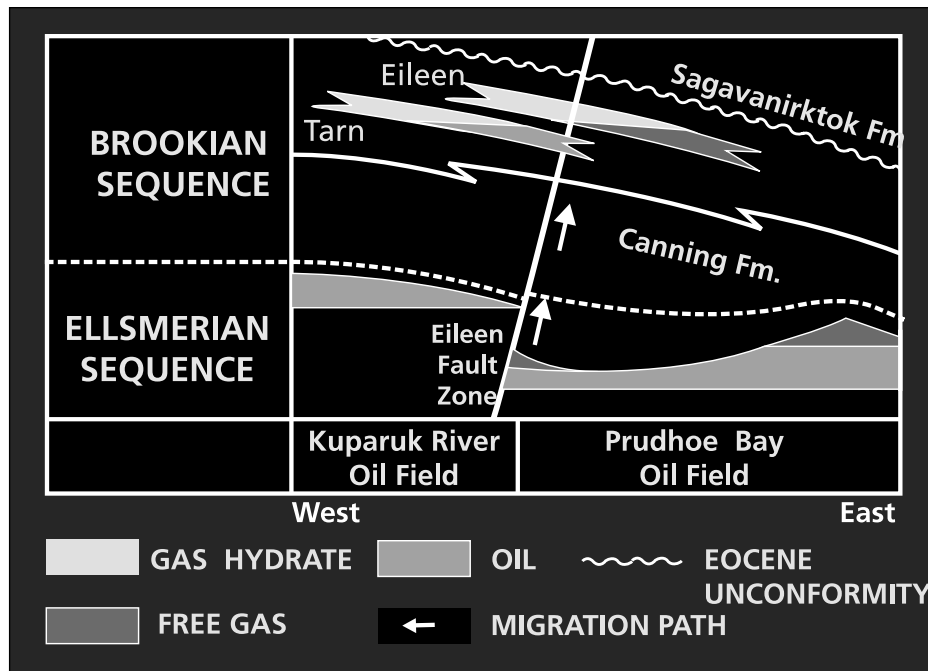 Eileen
Sagavanirktok Fm
Tarn
BROOKIAN
SEQUENCE
Canning Fm.
ELLSMERIAN
SEQUENCE
Eileen
Fault
Zone
Kuparuk River
Oil Field
Prudhoe Bay
Oil Field
West
East
GAS HYDRATE
OIL
EOCENE
UNCONFORMITY
FREE GAS
MIGRATION PATH